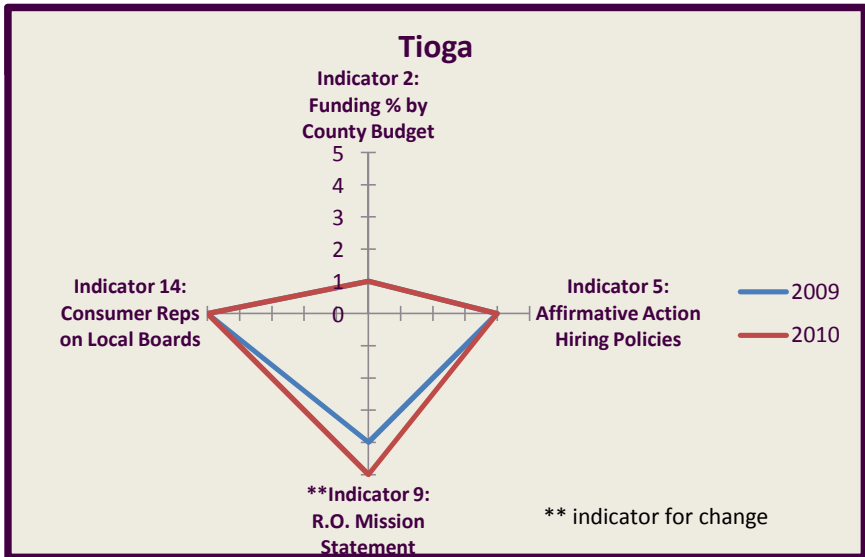 Tioga
Indicator 2:
Funding % by
County Budget
5
4
3
2
1
0
Indicator 14:
Consumer Reps
on Local Boards
Indicator 5:
Affirmative Action
Hiring Policies
2009
2010
**Indicator 9:
R.O. Mission
Statement
** indicator for change